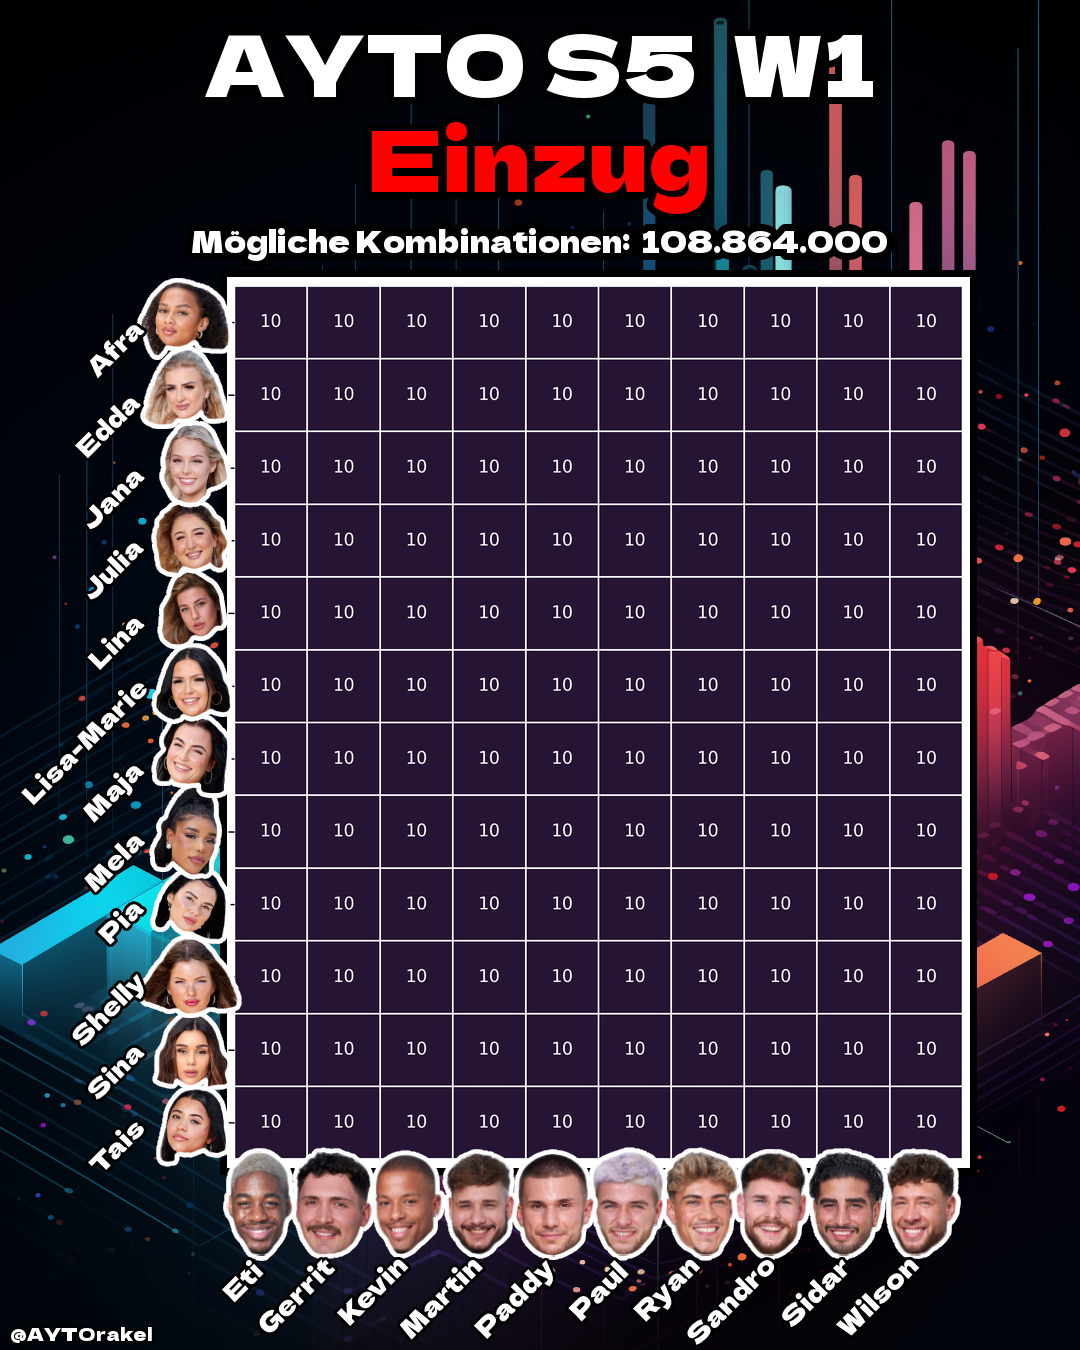 AYTO S5 W1
Einzug
Mögliche Kombinationen: 108.864.000
Afra 10 10 10 10 10 10 10 10 10 10
Edda 10 10 10 10 10 10 10 10 10 10
Jana 10 10 10 10 10 10 10 10 10 10
Julia 10 10 10 10 10 10 10 10 10 10
Lina 10 10 10 10 10 10 10 10 10 10
Lisa-Marie 10 10 10 10 10 10 10 10 10 10
Maja 10 10 10 10 10 10 10 10 10 10
Mela 10 10 10 10 10 10 10 10 10 10
Pia 10 10 10 10 10 10 10 10 10 10
Shelly 10 10 10 10 10 10 10 10 10 10
Sina 10 10 10 10 10 10 10 10 10 10
Tais 10 10 10 10 10 10 10 10 10 10
Eti Gerrit Kevin Martin Paddy Paul Ryan Sandro Sidar Wilson
@AYTOrakel